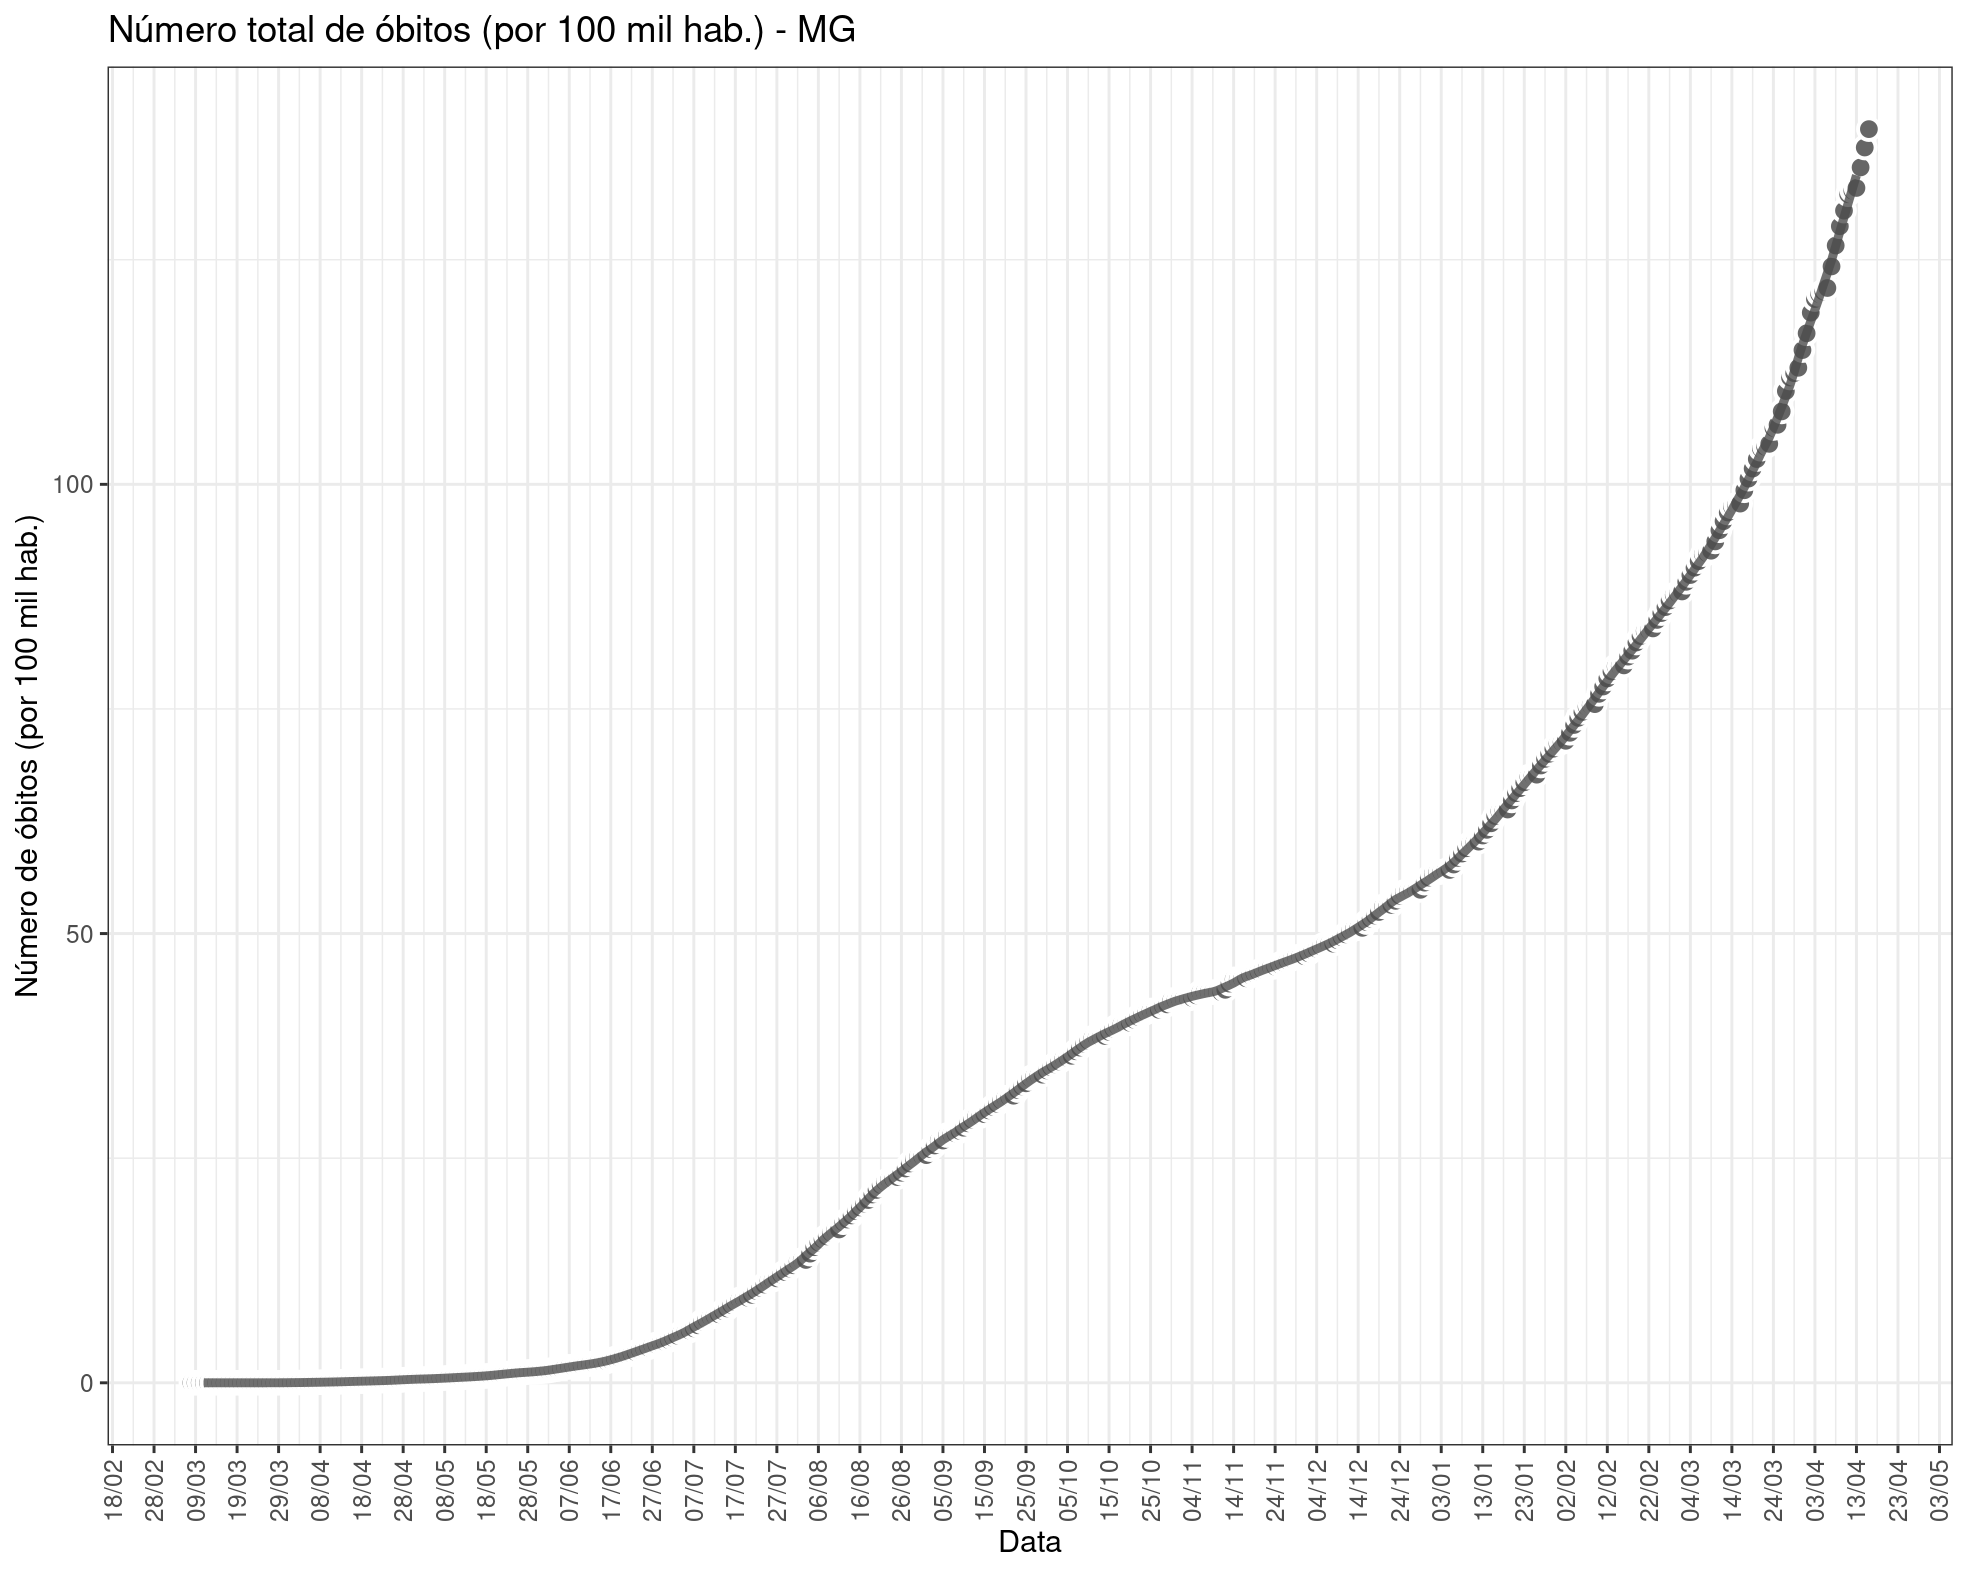 Número total de óbitos (por 100 mil hab.) - MG
Número de óbitos (por 100 mil hab.)
100
50
0
18/02 28/02 09/03 19/03 29/03 08/04 18/04 28/04 08/05 18/05 28/05 07/06 17/06 27/06 07/07 17/07 27/07 06/08 16/08 26/08 05/09 15/09 25/09 05/10 15/10 25/10 04/11 14/11 24/11 04/12 14/12 24/12 03/01 13/01 23/01 02/02 12/02 22/02 04/03 14/03 24/03 03/04 13/04 23/04 03/05
Data